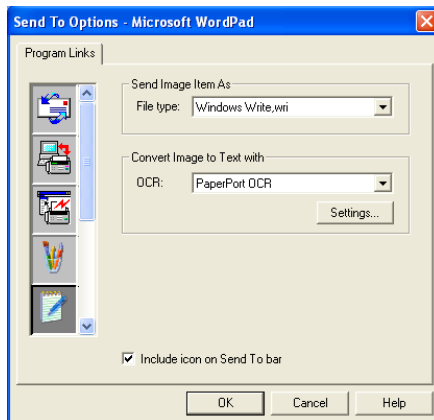 Send To Options - Microsoft WordPad
Program Links
Send Image Item As
File type: Windows Write,wri
Convert Image to Text with
OCR: PaperPort OCR
Settings...
Include icon on Send To bar
OK Cancel Help